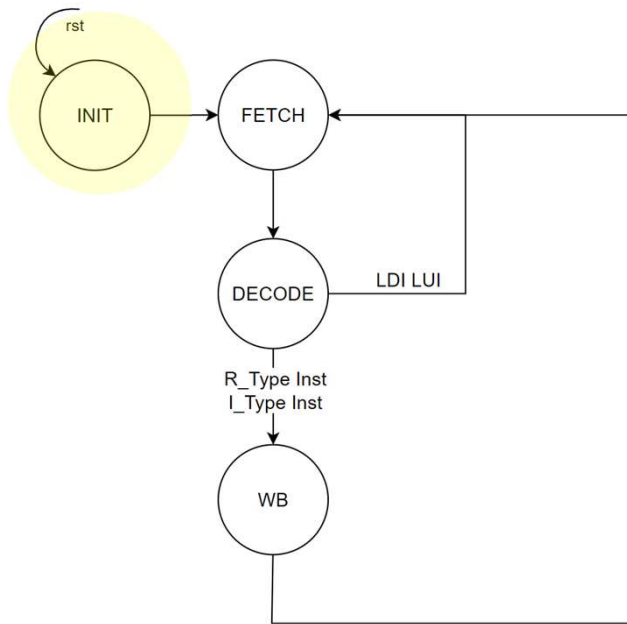 rst
INIT
FETCH
DECODE
LDI LUI
R_Type Inst
I_Type Inst
WB